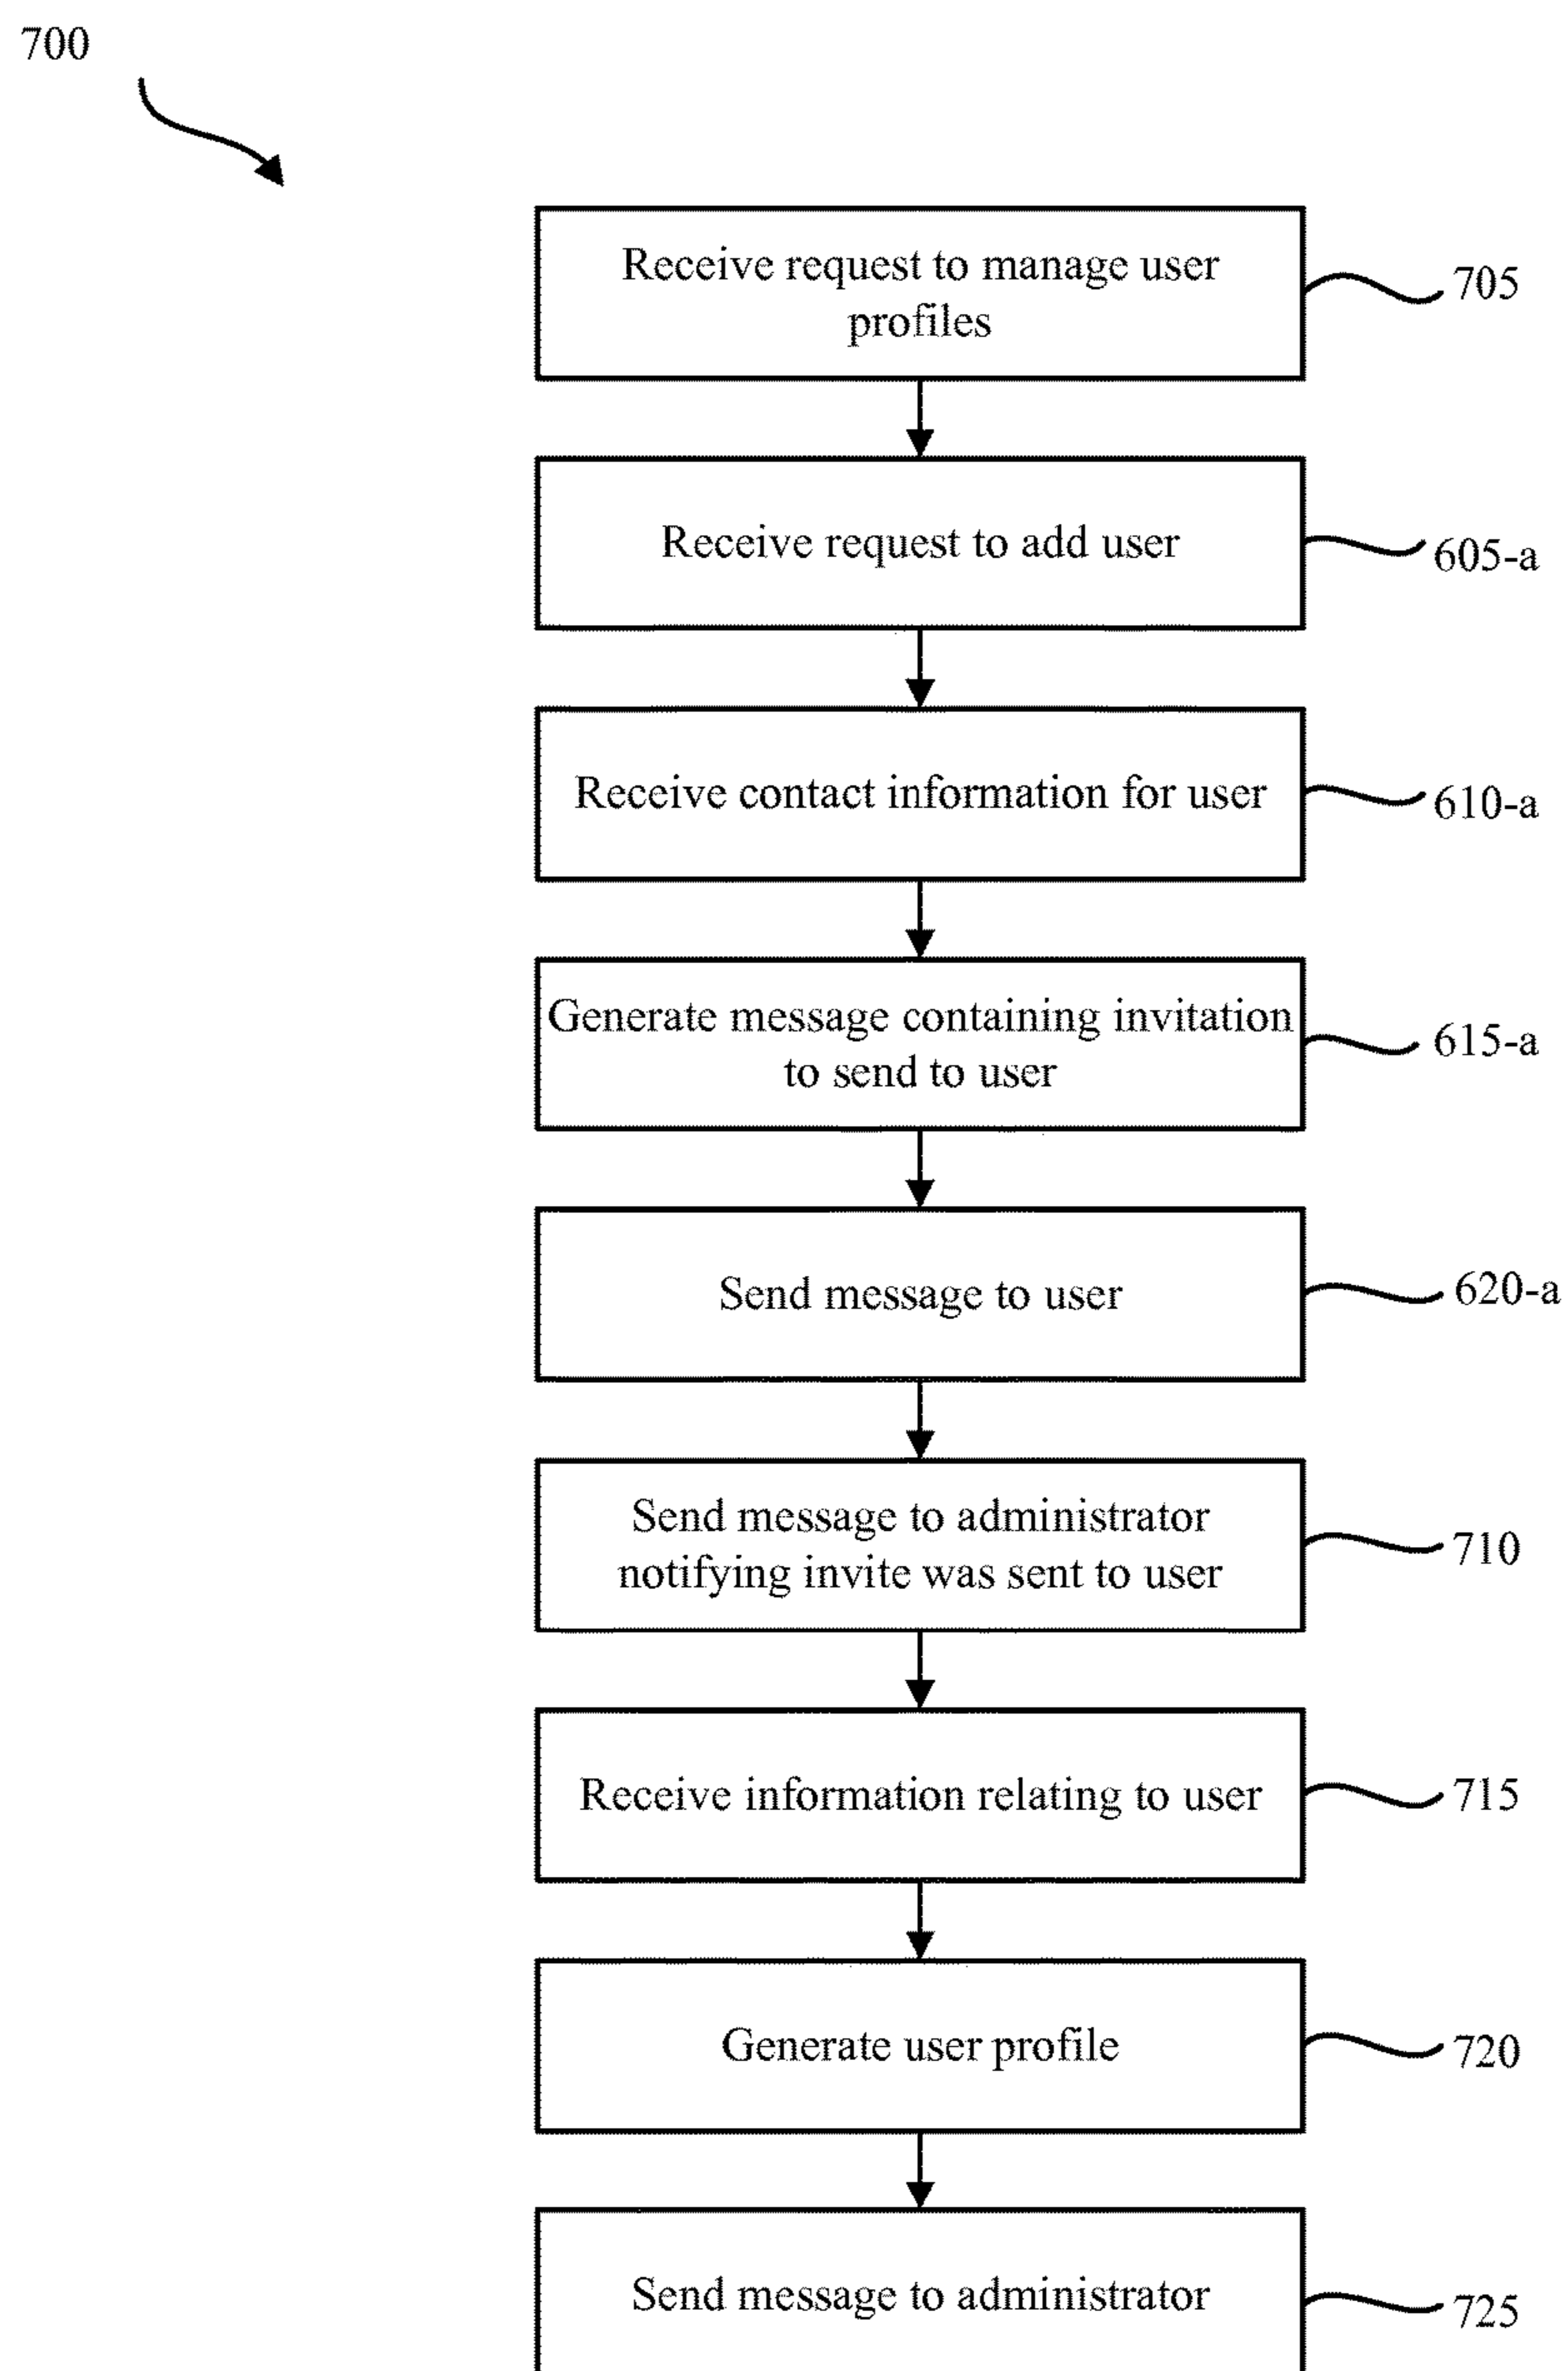 700
Receive request to manage user
profiles
705
Receive request to add user
605-a
Receive contact information for user
610-a
Generate message containing invitation
to send to user
615-a
Send message to user
620-a
Send message to administrator
notifying invite was sent to user
710
Receive information relating to user
715
Generate user profile
720
Send message to administrator
725